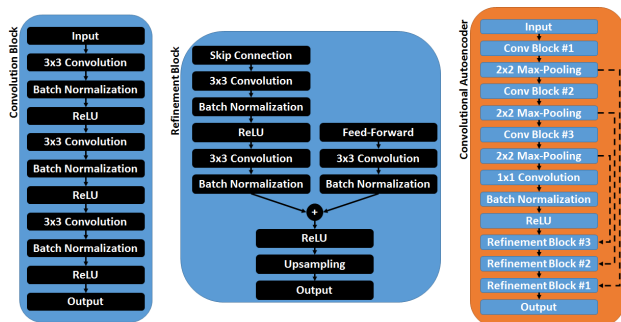 Convolution Block
Input
3x3 Convolution
Batch Normalization
ReLU
3x3 Convolution
Batch Normalization
ReLU
3x3 Convolution
Batch Normalization
ReLU
Output
Refinement Block
Skip Connection
3x3 Convolution
Batch Normalization
ReLU
3x3 Convolution
Batch Normalization
Feed-Forward
3x3 Convolution
Batch Normalization
+
ReLU
Upsampling
Output
Convolutional Autoencoder
Input
Conv Block #1
2x2 Max-Pooling
Conv Block #2
2x2 Max-Pooling
Conv Block #3
2x2 Max-Pooling
1x1 Convolution
Batch Normalization
ReLU
Refinement Block #3
Refinement Block #2
Refinement Block #1
Output